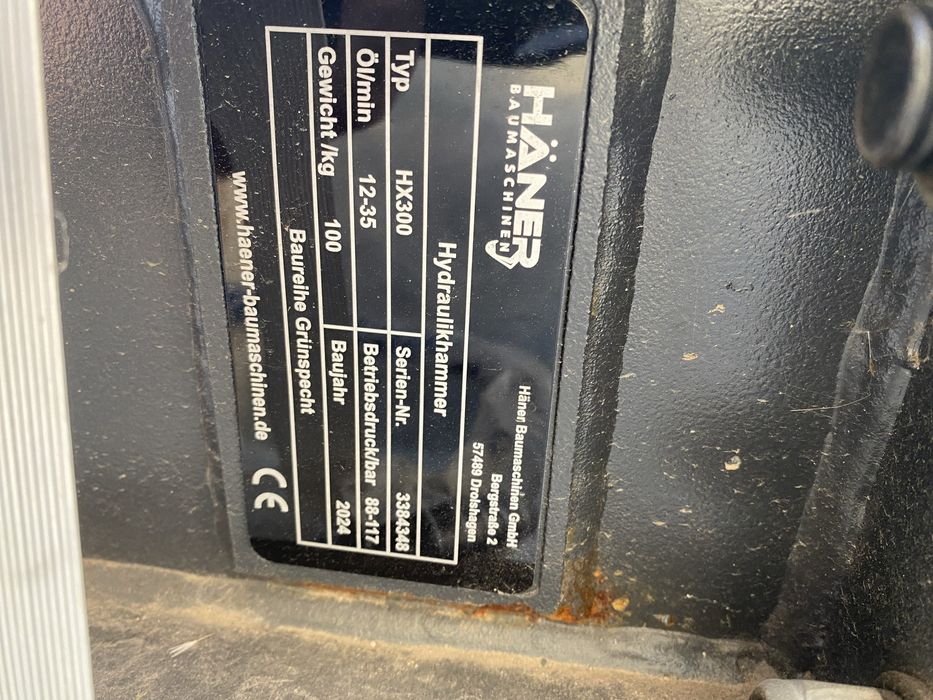 HÄNER
BAUMASCHINEN
Häner Baumaschinen GmbH
Bergstraße 2
57489 Drolshagen
Hydraulikhammer
Typ HX300 Serien-Nr. 3384348
Öl/min 12-35 Betriebsdruck/bar 88-117
Gewicht /kg 100 Baujahr 2024
Baureihe Grünspecht
www.haener-baumaschinen.de CE